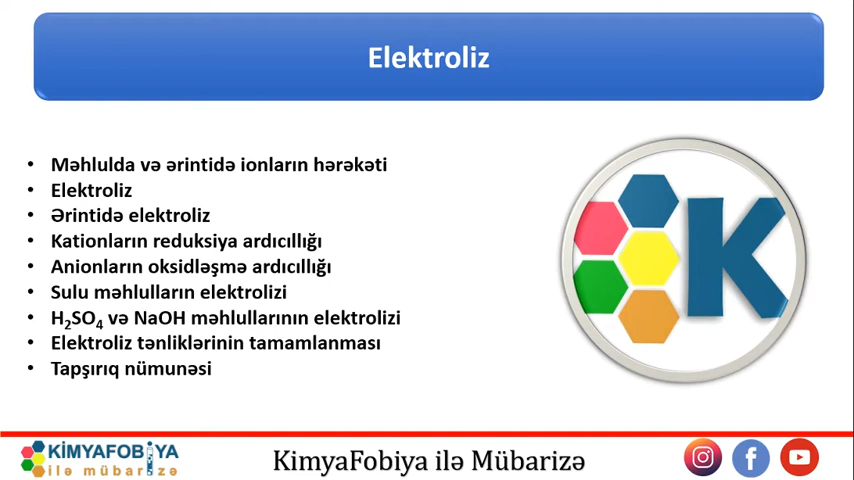 Elektroliz
• Məhlulda və ərintidə ionların hərəkəti
• Elektroliz
• Ərintidə elektroliz
• Kationların reduksiya ardıcıllığı
• Anionların oksidləşmə ardıcıllığı
• Sulu məhlulların elektrolizi
• H₂SO₄ və NaOH məhlullarının elektrolizi
• Elektroliz tənliklərinin tamamlanması
• Tapşırıq nümunəsi
K
KİMYAFOBİYA
ilə mübarizə
KimyaFobiya ilə Mübarizə